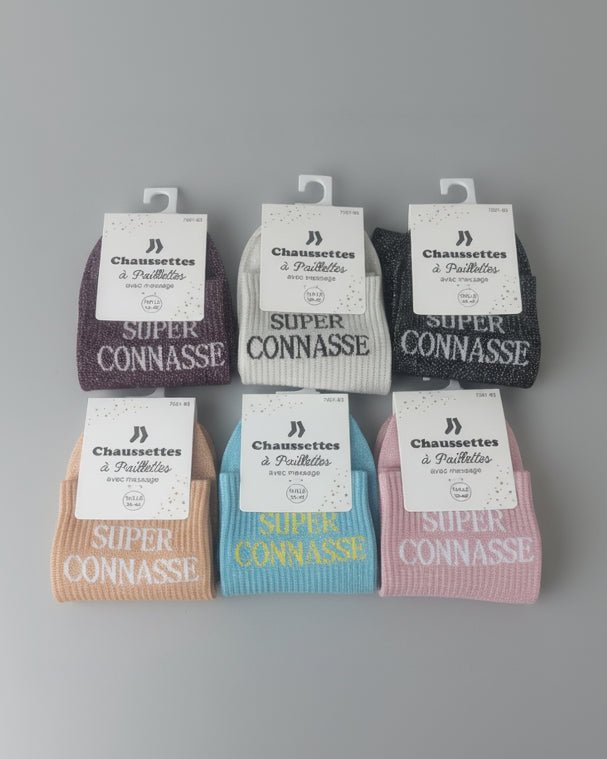 Chaussettes
à Paillettes
avec message
SUPER
CONNASSE
Chaussettes
à Paillettes
avec message
SUPER
CONNASSE
Chaussettes
à Paillettes
avec message
SUPER
CONNASSE
Chaussettes
à Paillettes
avec message
SUPER
CONNASSE
Chaussettes
à Paillettes
avec message
SUPER
CONNASSE
Chaussettes
à Paillettes
avec message
SUPER
CONNASSE